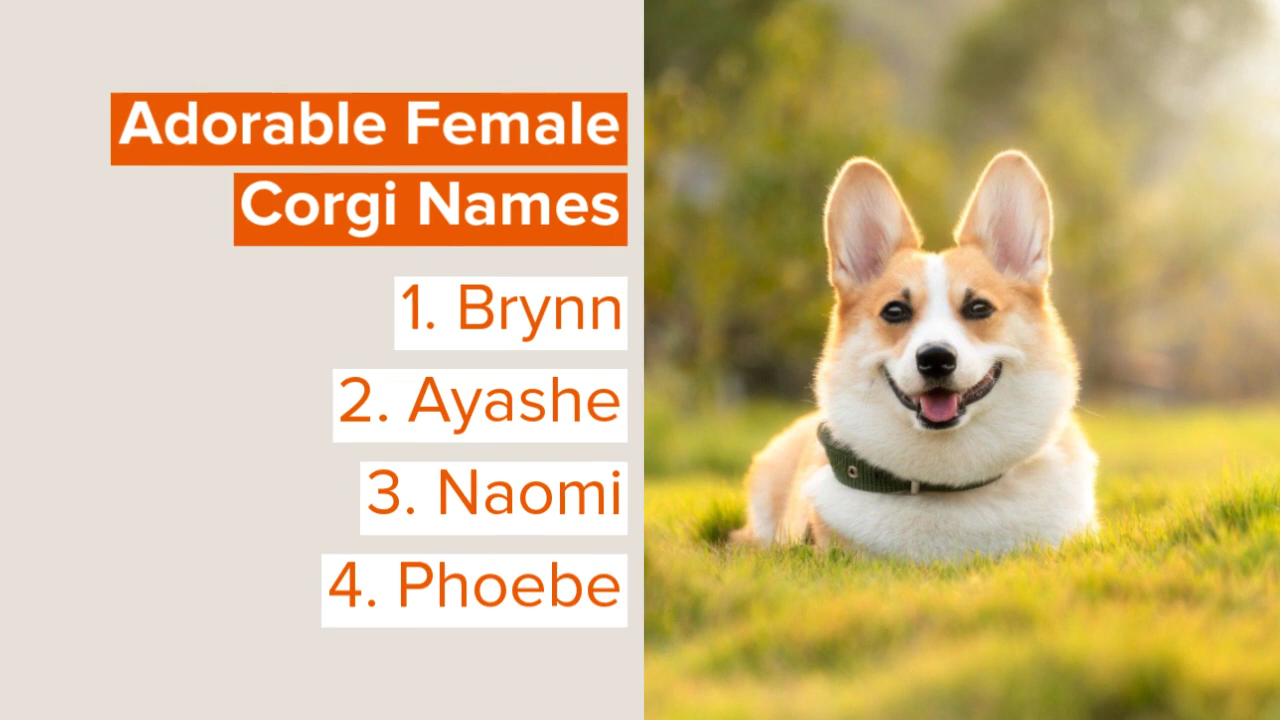 Adorable Female
Corgi Names
1. Brynn
2. Ayashe
3. Naomi
4. Phoebe